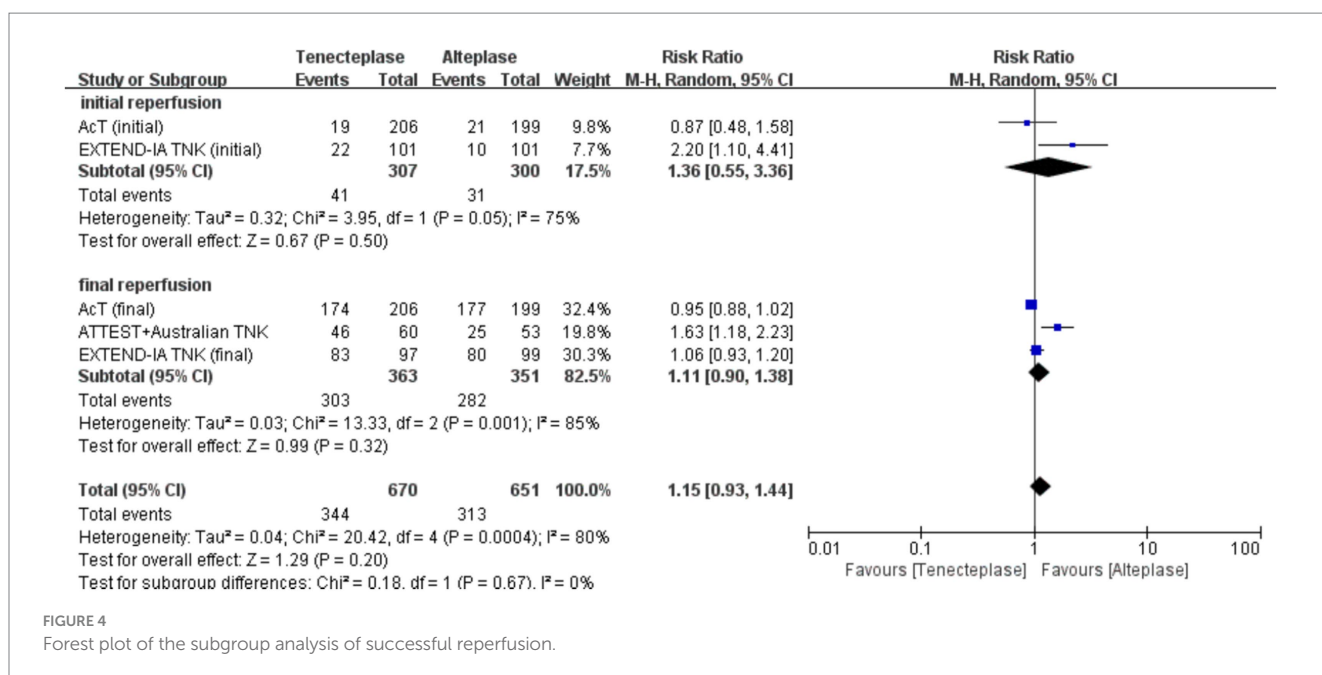 Tenecteplase Alteplase Risk Ratio Risk Ratio
Study or Subgroup Events Total Events Total Weight M-H, Random, 95% CI M-H, Random, 95% CI
initial reperfusion
AcT (initial) 19 206 21 199 9.8% 0.87 [0.48, 1.58]
EXTEND-IA TNK (initial) 22 101 10 101 7.7% 2.20 [1.10, 4.41]
Subtotal (95% CI) 307 300 17.5% 1.36 [0.55, 3.36]
Total events 41 31
Heterogeneity: Tau² = 0.32; Chi² = 3.95, df = 1 (P = 0.05); I² = 75%
Test for overall effect: Z = 0.67 (P = 0.50)
final reperfusion
AcT (final) 174 206 177 199 32.4% 0.95 [0.88, 1.02]
ATTEST+Australian TNK 46 60 25 53 19.8% 1.63 [1.18, 2.23]
EXTEND-IA TNK (final) 83 97 80 99 30.3% 1.06 [0.93, 1.20]
Subtotal (95% CI) 363 351 82.5% 1.11 [0.90, 1.38]
Total events 303 282
Heterogeneity: Tau² = 0.03; Chi² = 13.33, df = 2 (P = 0.001); I² = 85%
Test for overall effect: Z = 0.99 (P = 0.32)
Total (95% CI) 670 651 100.0% 1.15 [0.93, 1.44]
Total events 344 313
Heterogeneity: Tau² = 0.04; Chi² = 20.42, df = 4 (P = 0.0004); I² = 80%
Test for overall effect: Z = 1.29 (P = 0.20)
Test for subgroup differences: Chi² = 0.18. df = 1 (P = 0.67). I² = 0%
0.01 0.1 1 10 100
Favours [Tenecteplase] Favours [Alteplase]
FIGURE 4
Forest plot of the subgroup analysis of successful reperfusion.